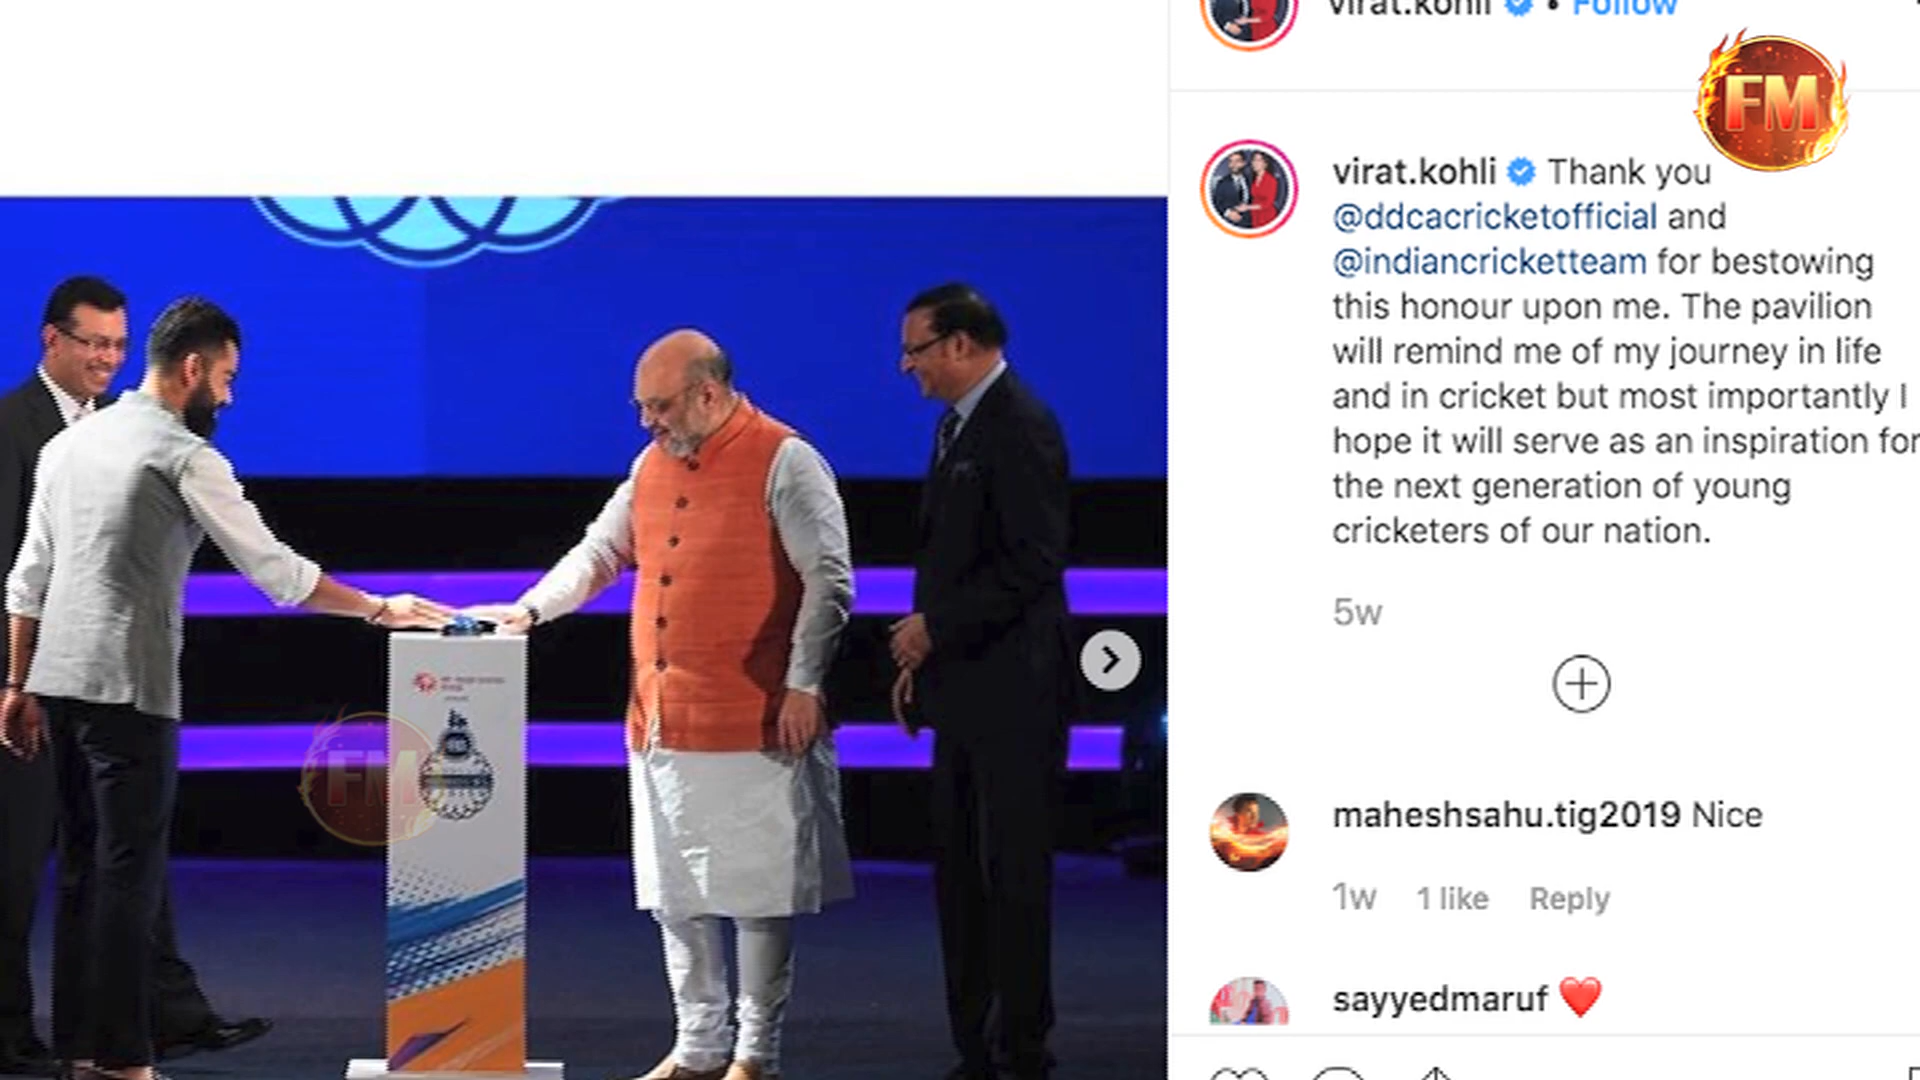 virat.kohli • Follow
FM
virat.kohli Thank you
@ddcacricketofficial and
@indiancricketteam for bestowing
this honour upon me. The pavilion
will remind me of my journey in life
and in cricket but most importantly I
hope it will serve as an inspiration for
the next generation of young
cricketers of our nation.
5w
FM
maheshsahu.tig2019 Nice
1w 1 like Reply
sayyedmaruf ❤️